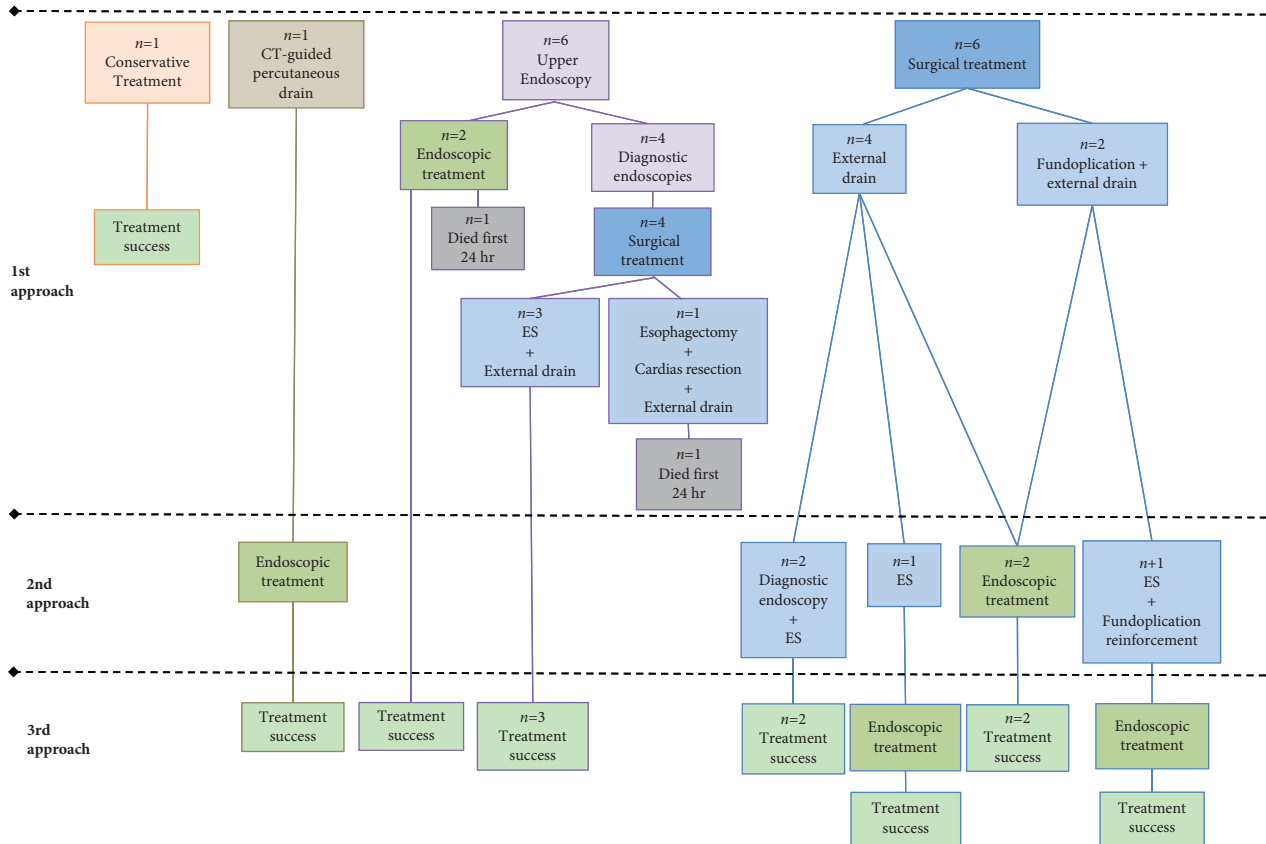 n=1
Conservative
Treatment
n=1
CT-guided
percutaneous
drain
n=6
Upper
Endoscopy
n=6
Surgical treatment
n=2
Endoscopic
treatment
n=4
Diagnostic
endoscopies
n=4
External
drain
n=2
Fundoplication +
external drain
Treatment
success
n=1
Died first
24 hr
n=4
Surgical
treatment
1st
approach
n=3
ES
+
External drain
n=1
Esophagectomy
+
Cardias resection
+
External drain
n=1
Died first
24 hr
2nd
approach
Endoscopic
treatment
n=2
Diagnostic
endoscopy
+
ES
n=1
ES
n=2
Endoscopic
treatment
n+1
ES
+
Fundoplication
reinforcement
3rd
approach
Treatment
success
Treatment
success
n=3
Treatment
success
n=2
Treatment
success
Endoscopic
treatment
n=2
Treatment
success
Endoscopic
treatment
Treatment
success
Treatment
success